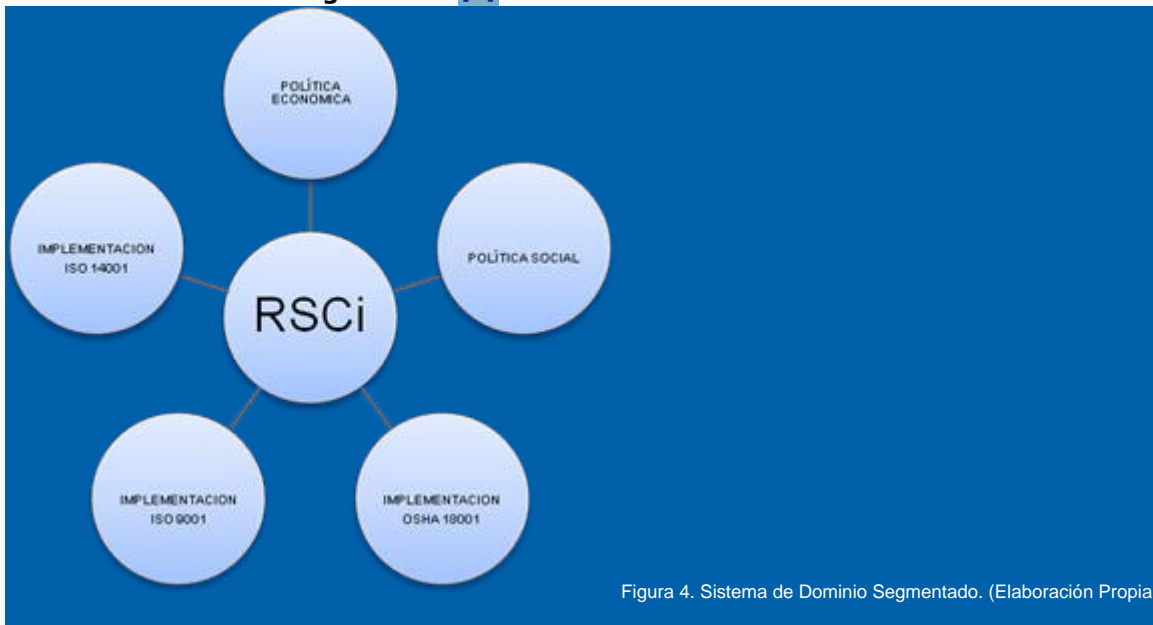 POLÍTICA
ECONOMICA
IMPLEMENTACION
ISO 14001
POLÍTICA SOCIAL
RSCi
IMPLEMENTACION
ISO 9001
IMPLEMENTACION
OSHA 18001
Figura 4. Sistema de Dominio Segmentado. (Elaboración Propia